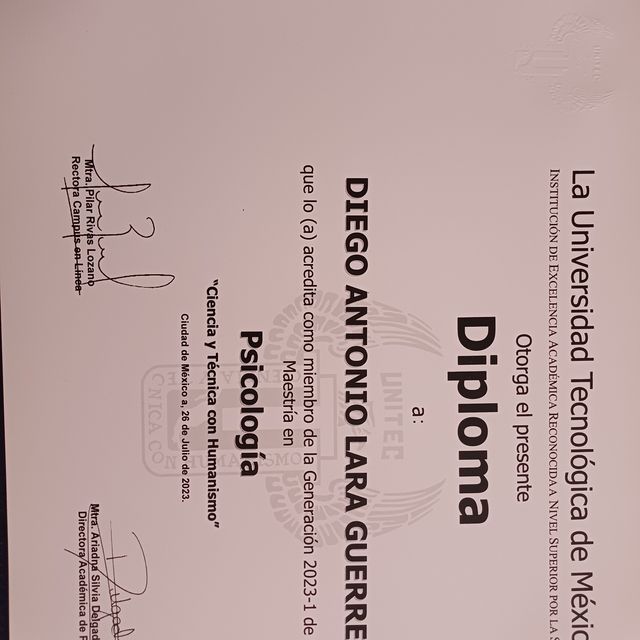 La Universidad Tecnológica de Méxic
INSTITUCIÓN DE EXCELENCIA ACADÉMICA RECONOCIDA A NIVEL SUPERIOR POR LA S
Otorga el presente
Diploma
a:
DIEGO ANTONIO LARA GUERRE
que lo (a) acredita como miembro de la Generación 2023-1 de
Maestría en
Psicología
“Ciencia y Técnica con Humanismo”
Ciudad de México a, 26 de Julio de 2023.
Mtra. Pilar Rivas Lozano
Rectora Campus en Línea
Mtra. Ariadna Silvia Delgad
Directora Académica de P
UNITEC